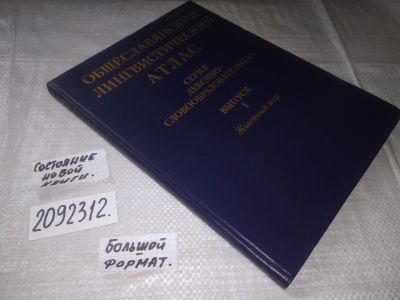 ОБЩЕСЛАВЯНСКИЙ
ЛИНГВИСТИЧЕСКИЙ
АТЛАС
СЕРИЯ
ЛЕКСИКО-
СЛОВООБРАЗОВАТЕЛЬНАЯ
ВЫПУСК
1
Животный мир
СОСТОЯНИЕ
НОВОЙ
КНИГИ.
2092312.
БОЛЬШОЙ
ФОРМАТ.